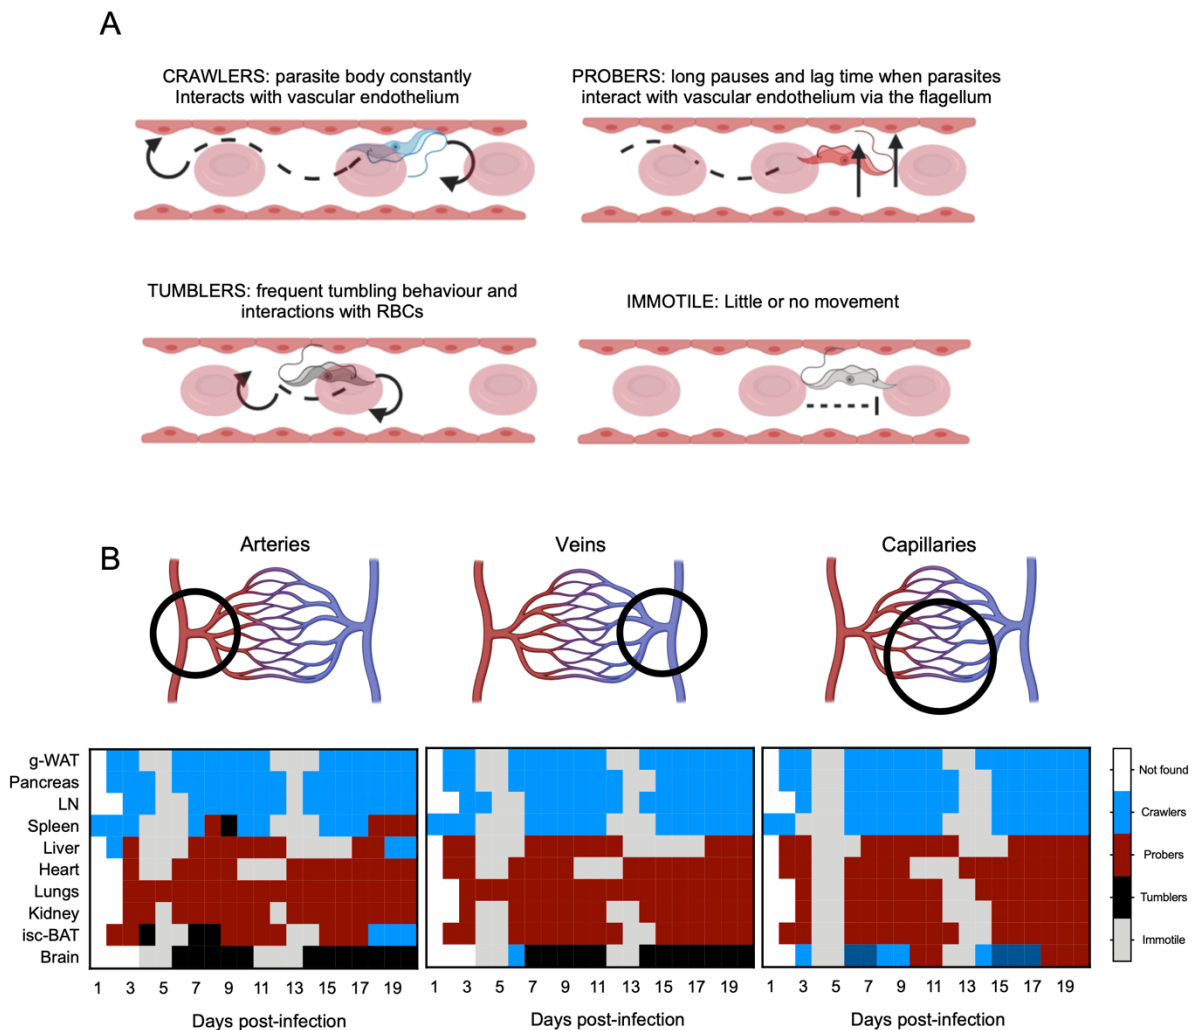 A
CRAWLERS: parasite body constantly
Interacts with vascular endothelium
PROBERS: long pauses and lag time when parasites
interact with vascular endothelium via the flagellum
TUMBLERS: frequent tumbling behaviour and
interactions with RBCs
IMMOTILE: Little or no movement
B
Arteries
Veins
Capillaries
g-WAT
Pancreas
LN
Spleen
Liver
Heart
Lungs
Kidney
isc-BAT
Brain
1 3 5 7 9 11 13 15 17 19
Days post-infection
1 3 5 7 9 11 13 15 17 19
Days post-infection
1 3 5 7 9 11 13 15 17 19
Days post-infection
Not found
Crawlers
Probers
Tumblers
Immotile